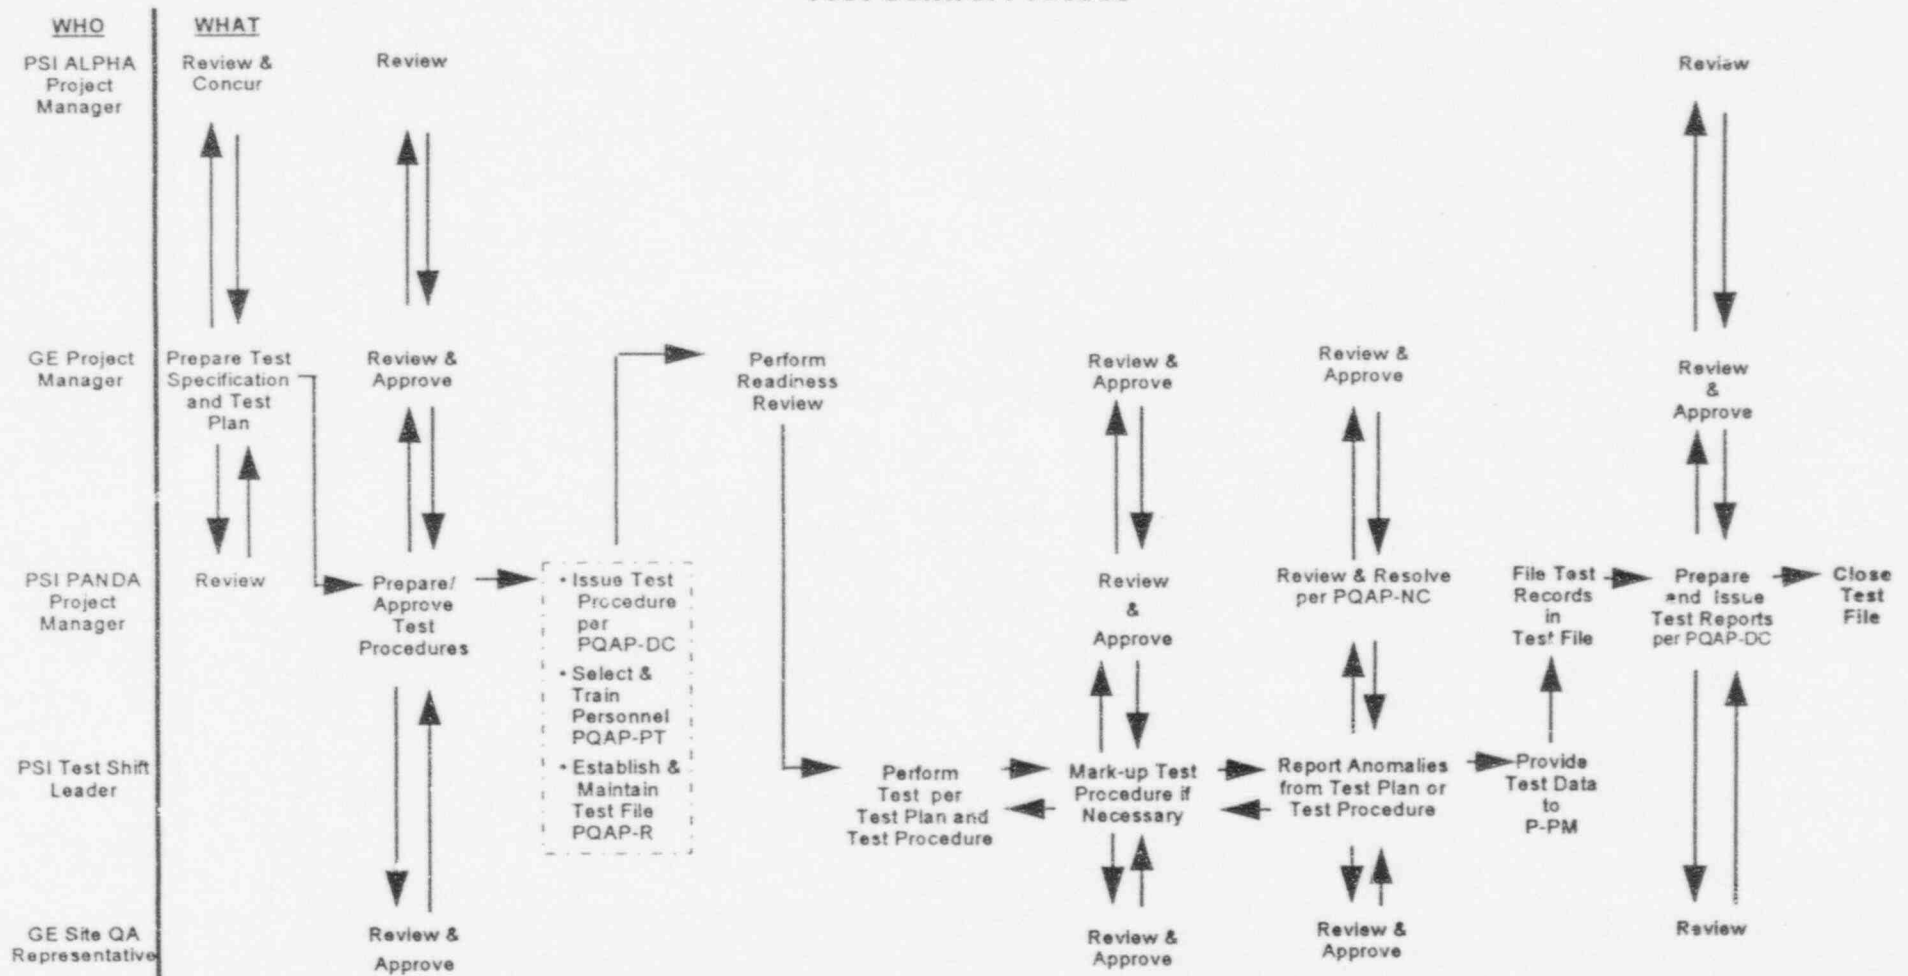 WHO
WHAT
PSI ALPHA
Project
Manager
Review &
Concur
Review
Review
GE Project
Manager
Prepare Test
Specification
and Test
Plan
Review &
Approve
Perform
Readiness
Review
Review &
Approve
Review &
Approve
Review
&
Approve
PSI PANDA
Project
Manager
Review
Prepare/
Approve
Test
Procedures
• Issue Test
Procedure
per
PQAP-DC
• Select &
Train
Personnel
PQAP-PT
• Establish &
Maintain
Test File
PQAP-R
Review
&
Approve
Review & Resolve
per PQAP-NC
File Test
Records
in
Test File
Prepare
and Issue
Test Reports
per PQAP-DC
Close
Test
File
PSI Test Shift
Leader
Perform
Test per
Test Plan and
Test Procedure
Mark-up Test
Procedure if
Necessary
Report Anomalies
from Test Plan or
Test Procedure
Provide
Test Data
to
P-PM
GE Site QA
Representative
Review &
Approve
Review &
Approve
Review &
Approve
Review